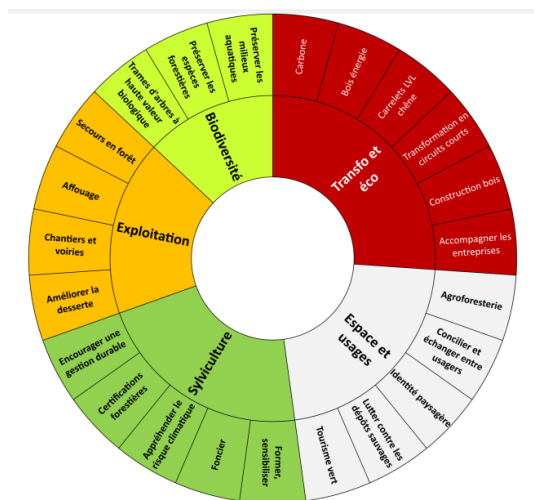 Transfo et
éco
Carbone
Bois énergie
Carrelets LVL
chêne
Transformation en
circuits courts
Construction bois
Accompagner les
entreprises
Espace et
usages
Agroforesterie
Concilier et
échanger entre
usagers
Identité paysagère
Lutter contre les
dépôts sauvages
Tourisme vert
Sylviculture
Former,
sensibiliser
Foncier
Appréhender le
risque climatique
Certifications
forestières
Encourager une
gestion durable
Exploitation
Améliorer la
desserte
Chantiers et
voiries
Affouage
Secours en forêt
Biodiversité
Trames d'arbres à
haute valeur
biologique
Préserver les
espèces
forestières
Préserver les
milieux
aquatiques